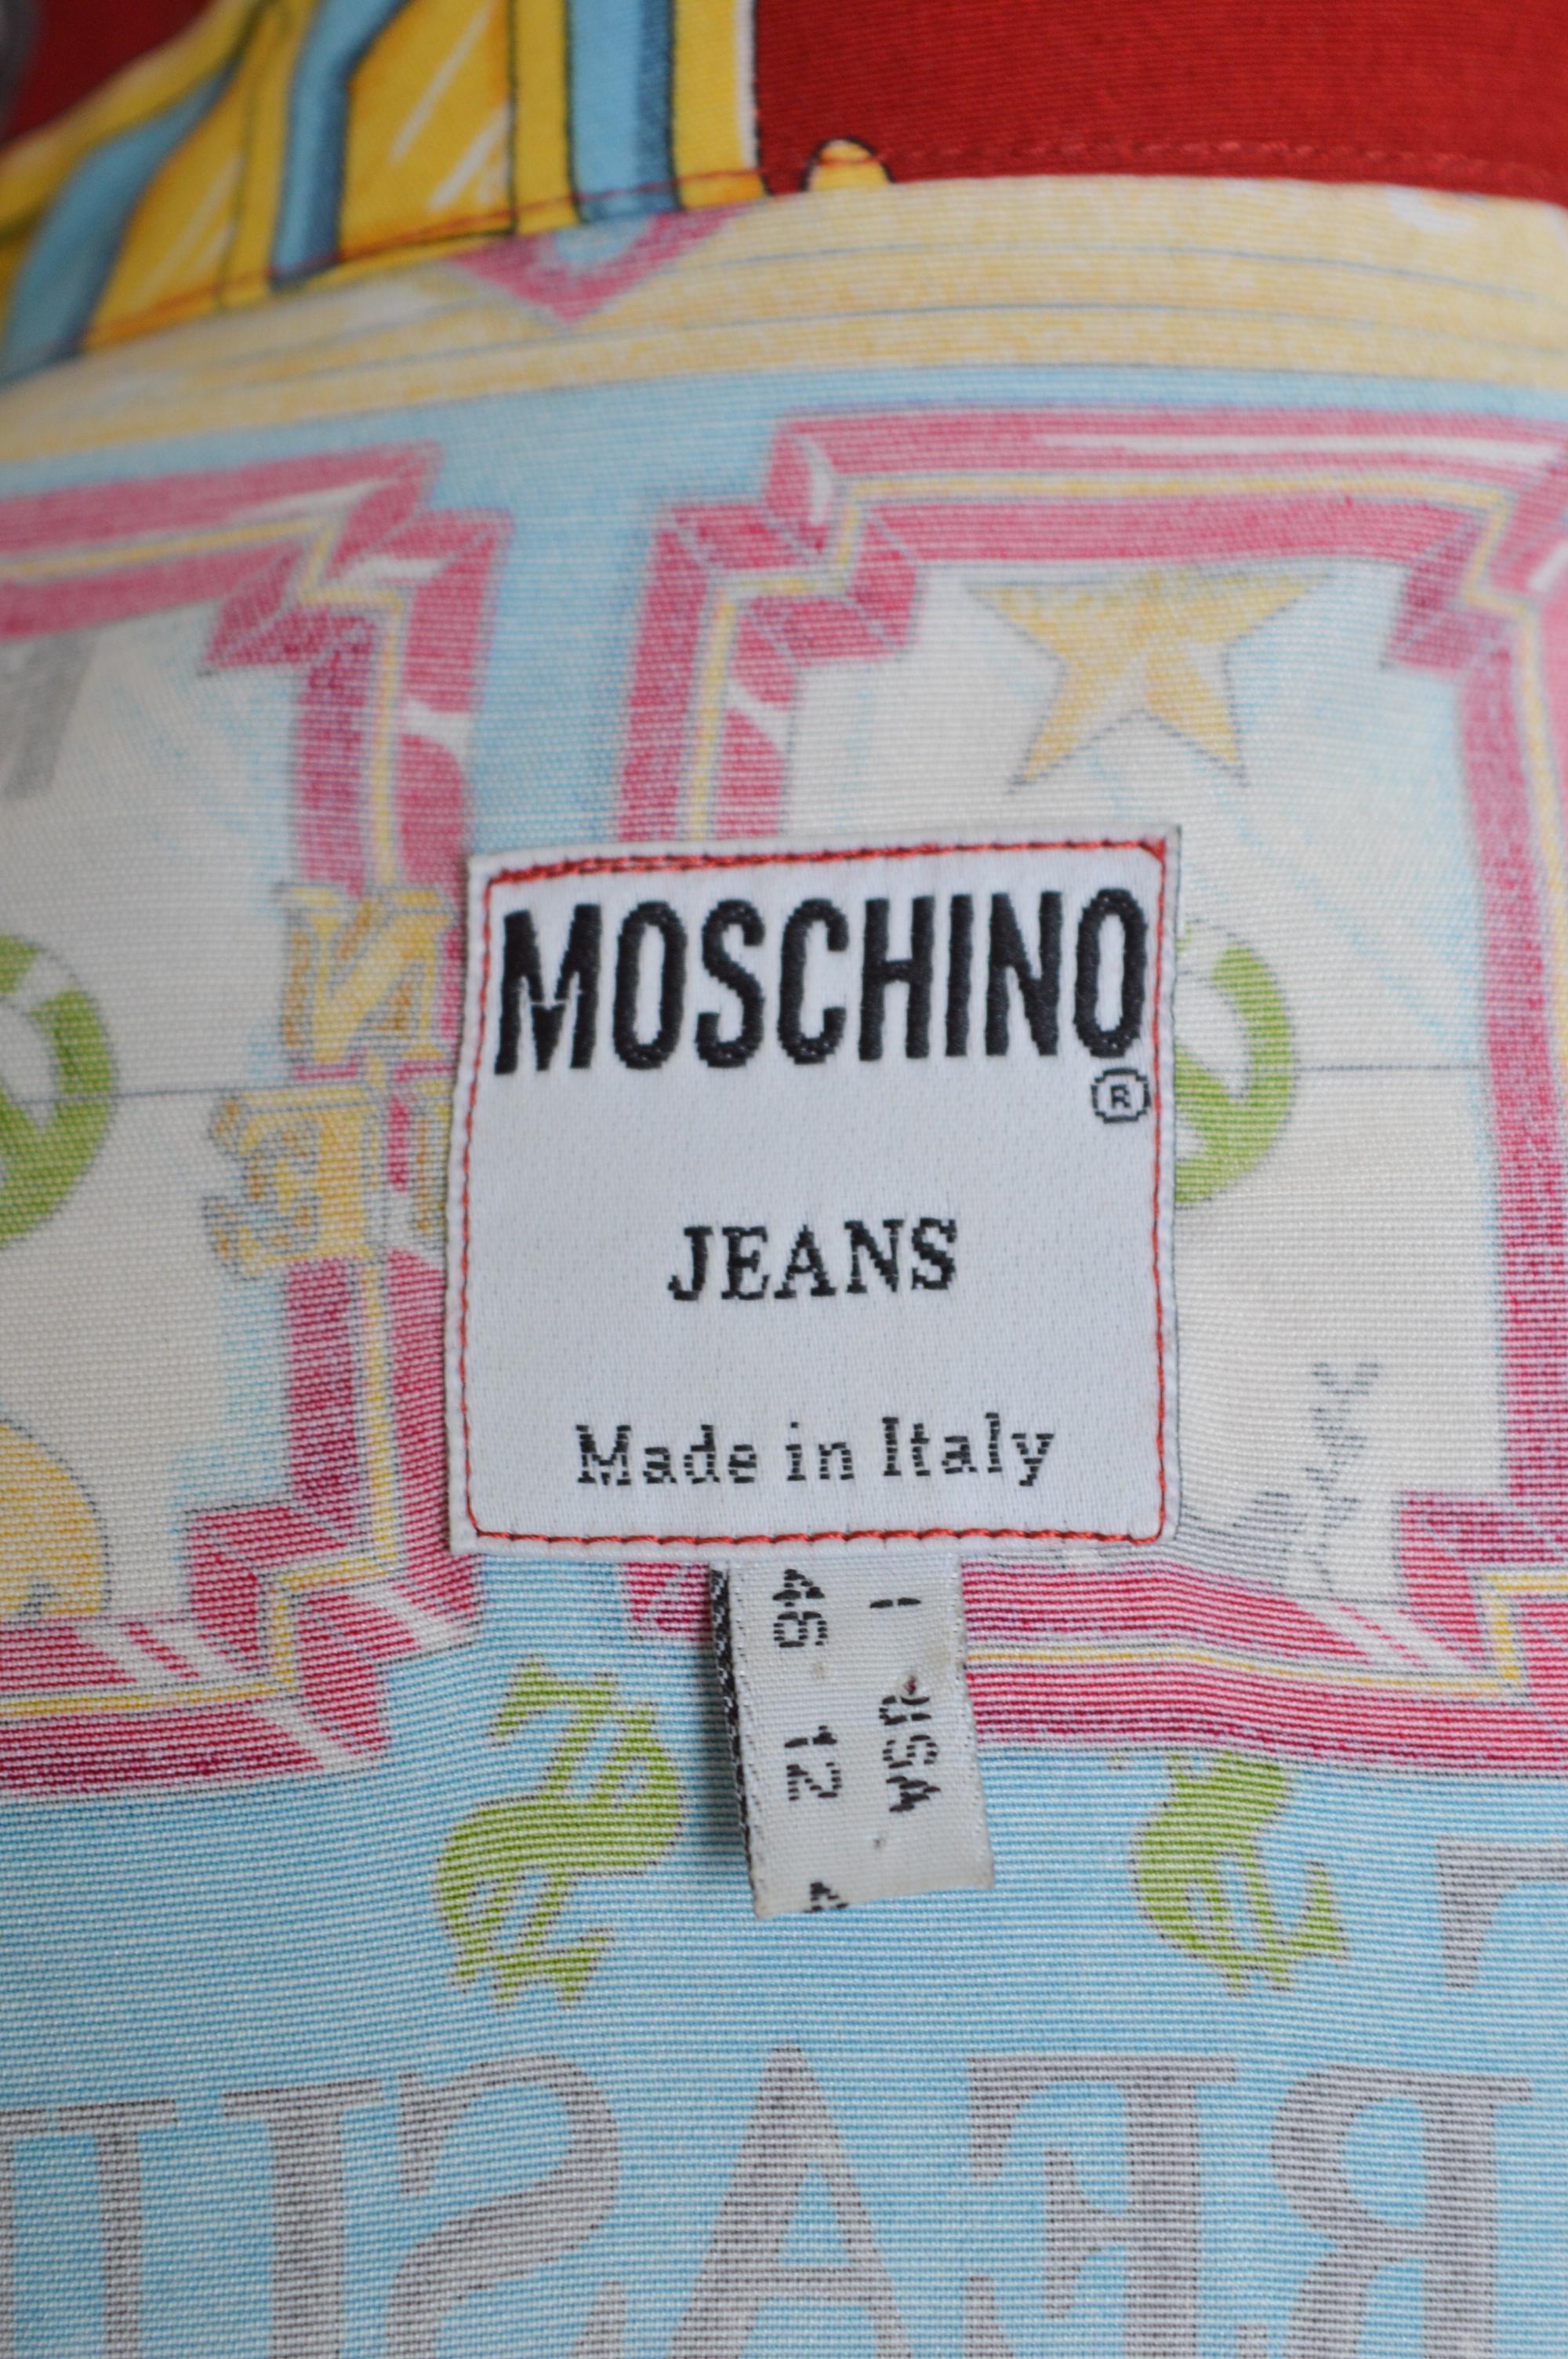 MOSCHINO
®
JEANS
Made in Italy
I 46
USA 12